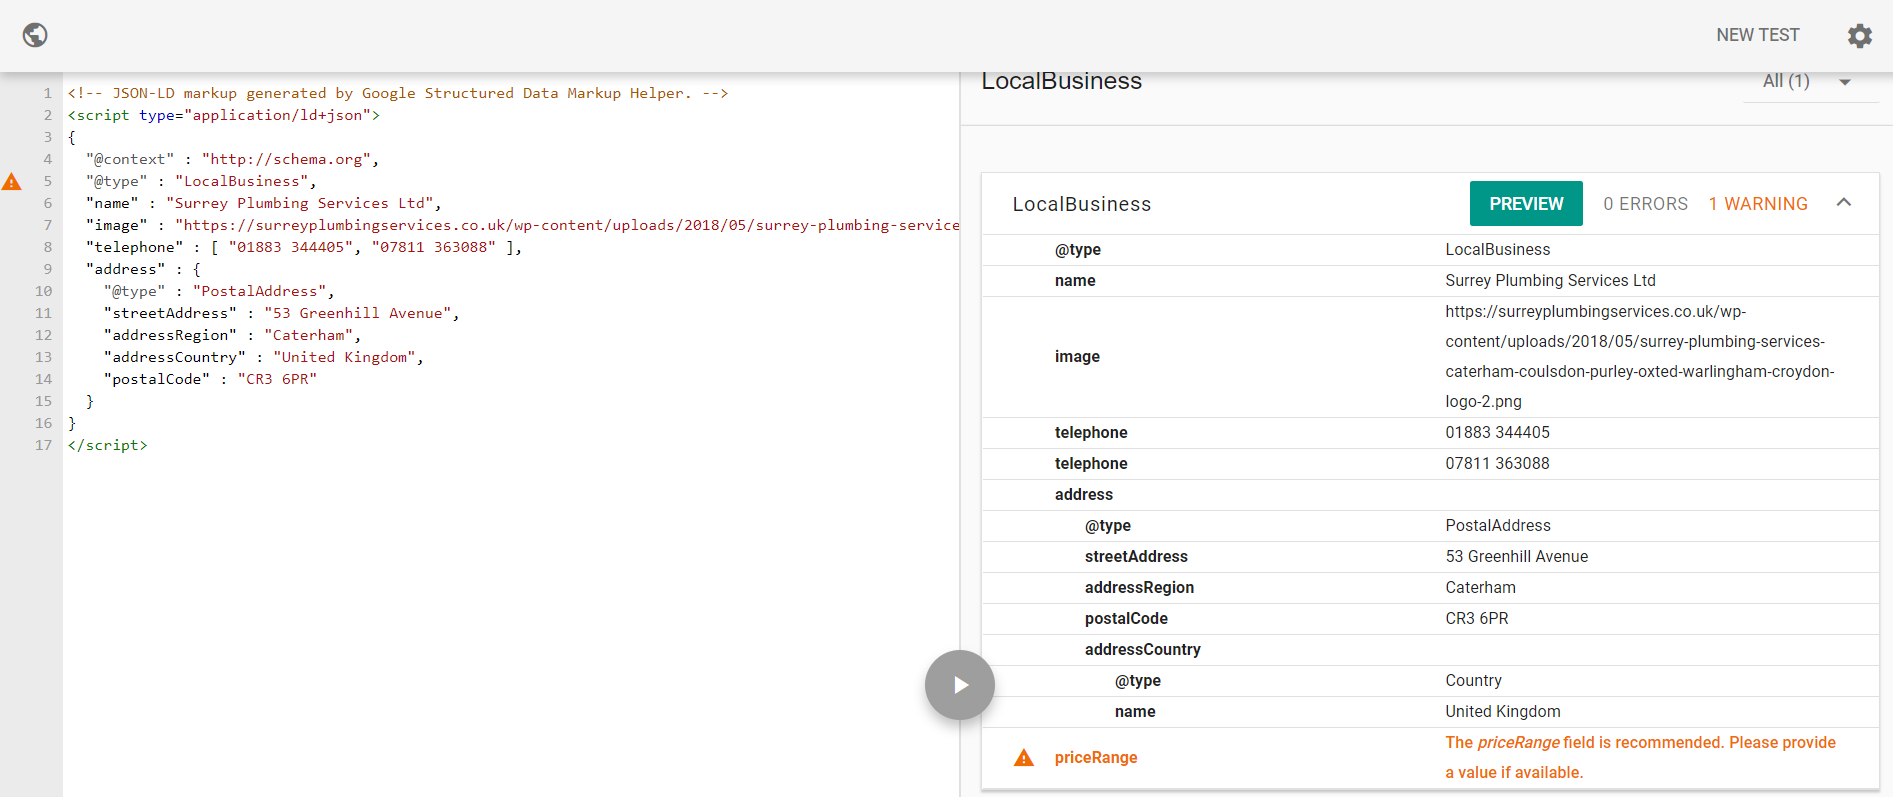 NEW TEST
1 <!-- JSON-LD markup generated by Google Structured Data Markup Helper. -->
2 <script type="application/ld+json">
3 {
4 "@context" : "http://schema.org",
5 "@type" : "LocalBusiness",
6 "name" : "Surrey Plumbing Services Ltd",
7 "image" : "https://surreyplumbingservices.co.uk/wp-content/uploads/2018/05/surrey-plumbing-service
8 "telephone" : [ "01883 344405", "07811 363088" ],
9 "address" : {
10 "@type" : "PostalAddress",
11 "streetAddress" : "53 Greenhill Avenue",
12 "addressRegion" : "Caterham",
13 "addressCountry" : "United Kingdom",
14 "postalCode" : "CR3 6PR"
15 }
16 }
17 </script>
LocalBusiness
All (1)
LocalBusiness PREVIEW 0 ERRORS 1 WARNING
@type LocalBusiness
name Surrey Plumbing Services Ltd
image https://surreyplumbingservices.co.uk/wp-
content/uploads/2018/05/surrey-plumbing-services-
caterham-coulsdon-purley-oxted-warlingham-croydon-
logo-2.png
telephone 01883 344405
telephone 07811 363088
address
@type PostalAddress
streetAddress 53 Greenhill Avenue
addressRegion Caterham
postalCode CR3 6PR
addressCountry
@type Country
name United Kingdom
priceRange The priceRange field is recommended. Please provide
a value if available.